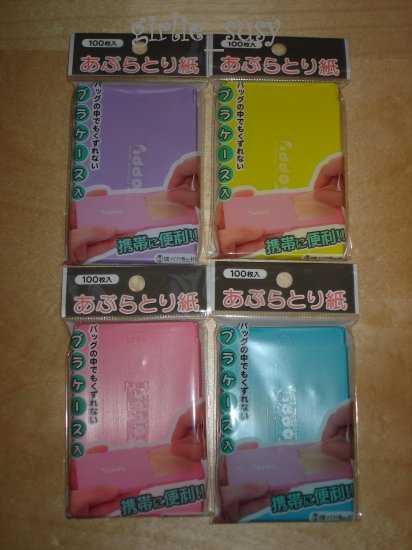 girlie_susy
100枚入
あぶらとり紙
バッグの中でもくずれない
プラケース入
Poppy
携帯に便利!!
100枚入
あぶらとり紙
バッグの中でもくずれない
プラケース入
Poppy
携帯に便利!!
100枚入
あぶらとり紙
バッグの中でもくずれない
プラケース入
携帯に便利!!
100枚入
あぶらとり紙
バッグの中でもくずれない
プラケース入
Poppy
携帯に便利!!